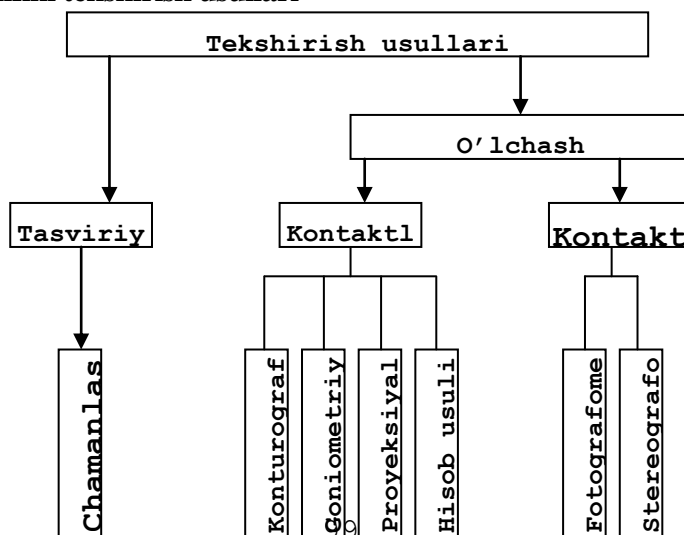 Tekshirish usullari
O'lchash
Tasviriy
Kontaktl
Kontakt
Chamanlas
Konturograf
Goniometriy
Proyeksiyal
Hisob usuli
Fotografome
Stereografo